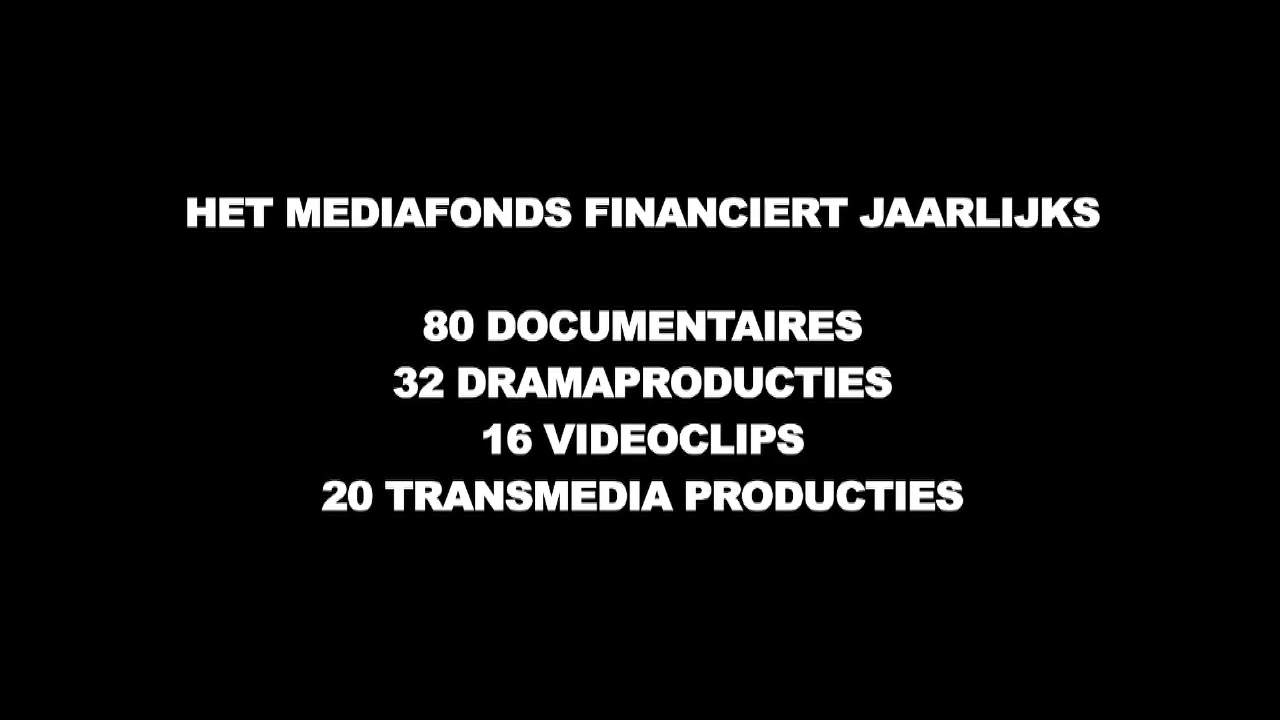 HET MEDIAFONDS FINANCIERT JAARLIJKS
80 DOCUMENTAIRES
32 DRAMAPRODUCTIES
16 VIDEOCLIPS
20 TRANSMEDIA PRODUCTIES